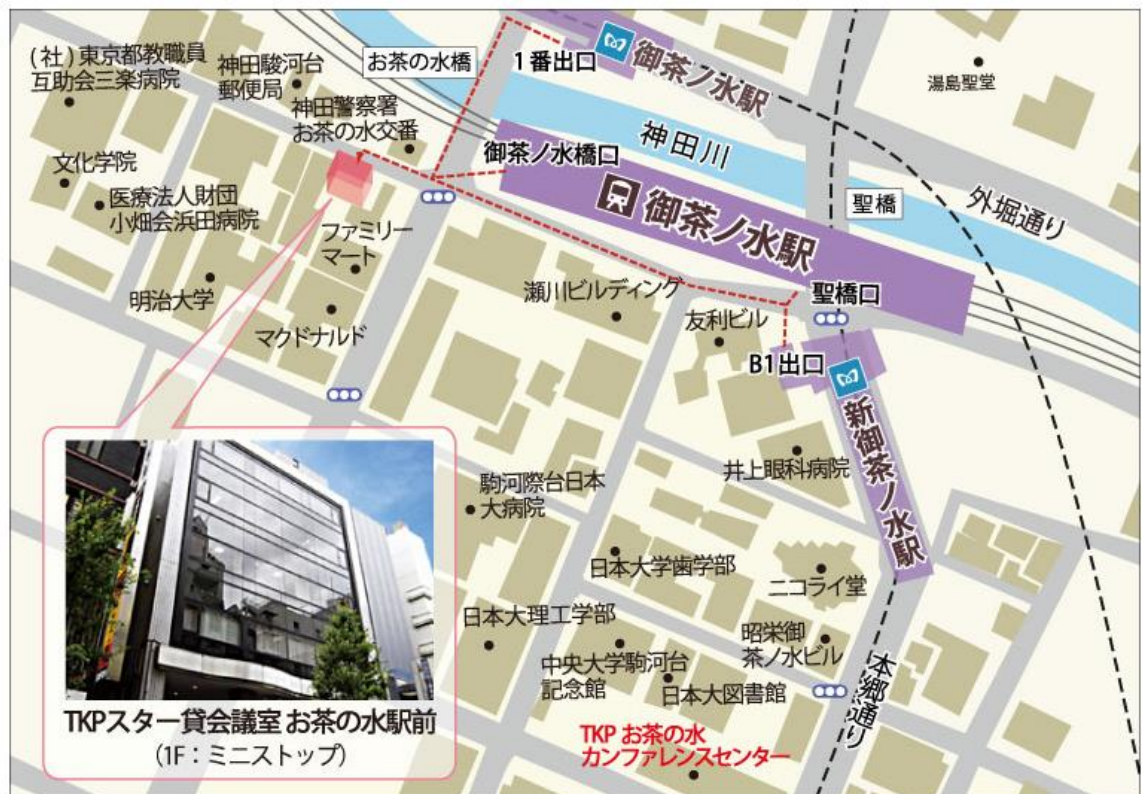 (社)東京都教職員
互助会三楽病院
神田駿河台
郵便局
お茶の水橋
1番出口
御茶ノ水駅
湯島聖堂
神田警察署
お茶の水交番
御茶ノ水橋口
神田川
文化学院
医療法人財団
小畑会浜田病院
聖橋
外堀通り
御茶ノ水駅
ファミリー
マート
明治大学
瀬川ビルディング
聖橋口
友利ビル
マクドナルド
B1出口
新御茶ノ水駅
井上眼科病院
駿河際台日本
大病院
日本大学歯学部
ニコライ堂
日本大理工学部
昭栄御
茶ノ水ビル
中央大学駿河台
記念館
日本大図書館
本郷通り
TKPスター貸会議室 お茶の水駅前
(1F:ミニストップ)
TKP お茶の水
カンファレンスセンター